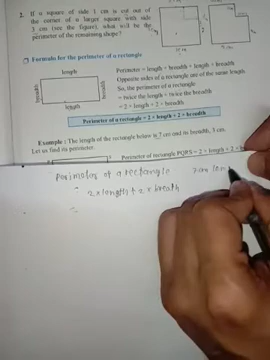 2. If a square of side 1 cm is cut out of
the corner of a larger square with side
3 cm (see the figure), what will be the
perimeter of the remaining shape?
Formula for the perimeter of a rectangle
length
breadth
breadth
length
Perimeter = length + breadth + length + breadth
Opposite sides of a rectangle are of the same length.
So, the perimeter of a rectangle
= twice the length + twice the breadth
= 2 × length + 2 × breadth
Perimeter of a rectangle = 2 × length + 2 × breadth
Example : The length of the rectangle below is 7 cm and its breadth, 3 cm.
Let us find its perimeter.
Perimeter of rectangle PQRS = 2 × length + 2 ×
Perimeter of a rectangle
2 × length + 2 × breath